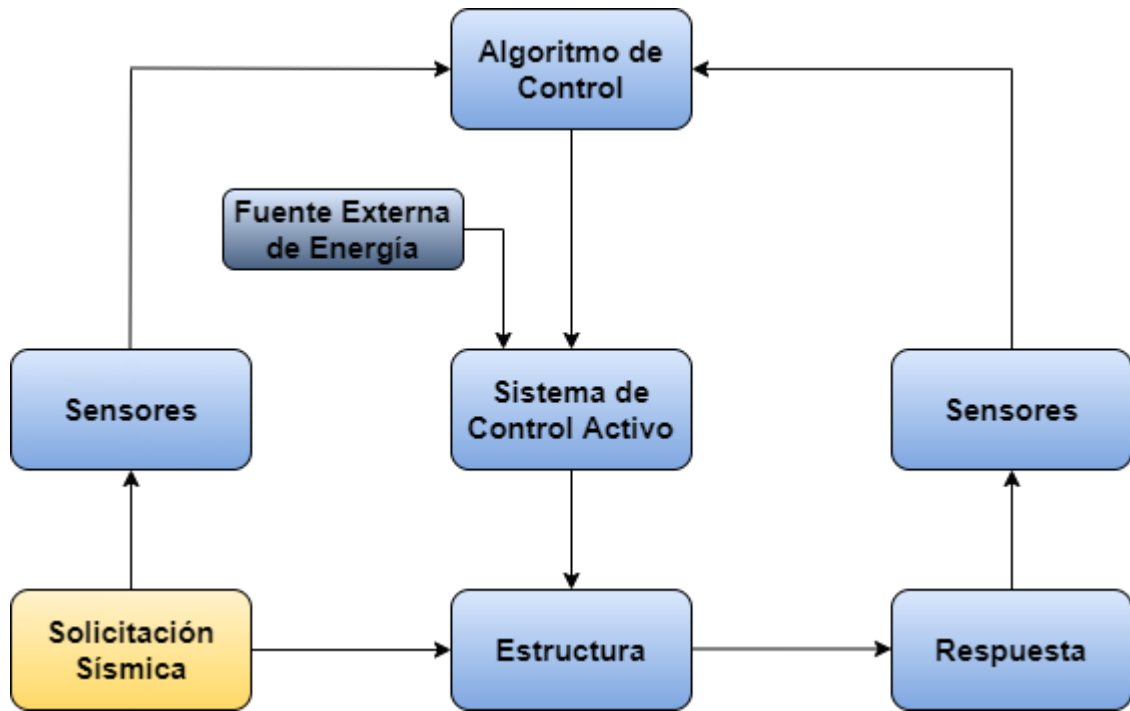 Algoritmo de
Control
Fuente Externa
de Energía
Sensores
Sistema de
Control Activo
Sensores
Solicitación
Sísmica
Estructura
Respuesta